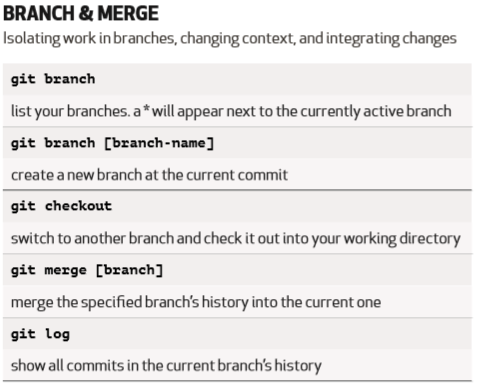 BRANCH & MERGE
Isolating work in branches, changing context, and integrating changes
git branch
list your branches. a * will appear next to the currently active branch
git branch [branch-name]
create a new branch at the current commit
git checkout
switch to another branch and check it out into your working directory
git merge [branch]
merge the specified branch's history into the current one
git log
show all commits in the current branch's history